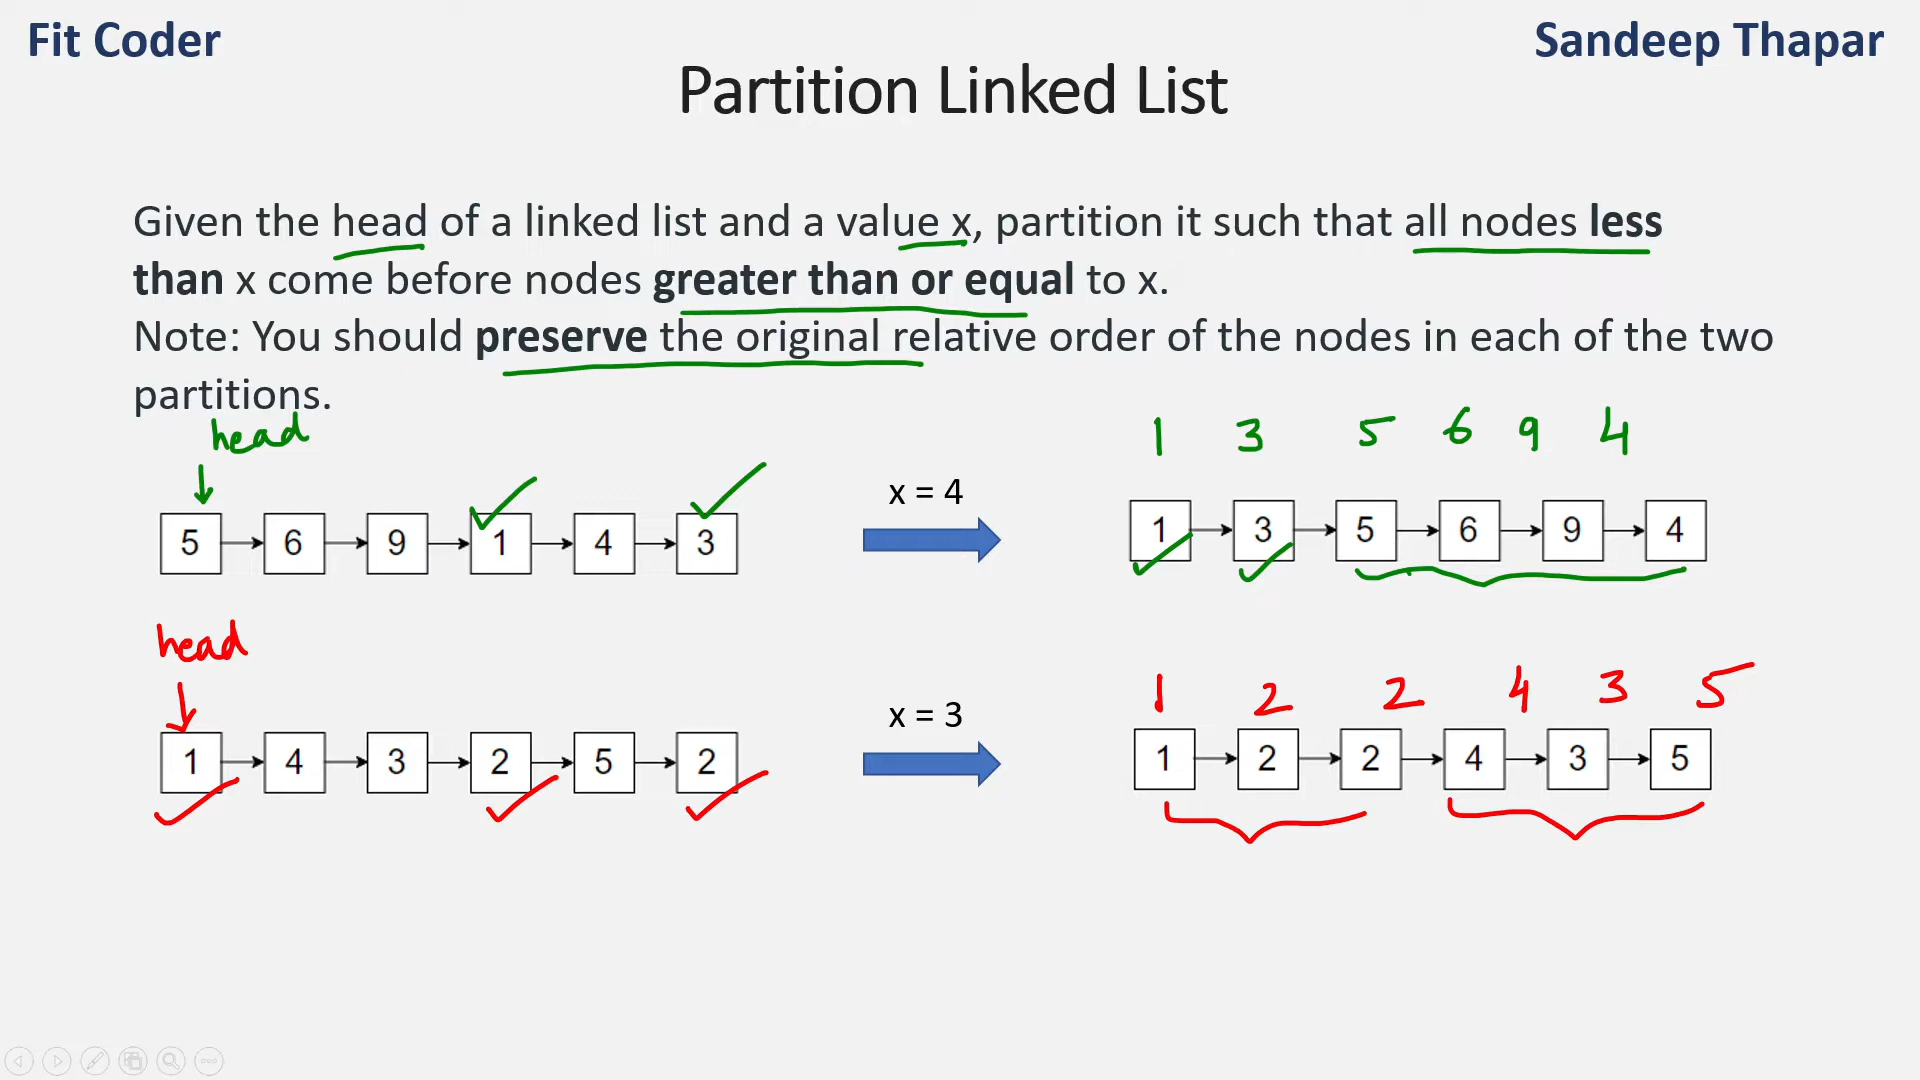 Fit Coder
Sandeep Thapar
Partition Linked List
Given the head of a linked list and a value x, partition it such that all nodes less
than x come before nodes greater than or equal to x.
Note: You should preserve the original relative order of the nodes in each of the two
partitions.
head
1 3 5 6 9 4
5 6 9 1 4 3
x = 4
1 3 5 6 9 4
head
1 2 2 4 3 5
1 4 3 2 5 2
x = 3
1 2 2 4 3 5